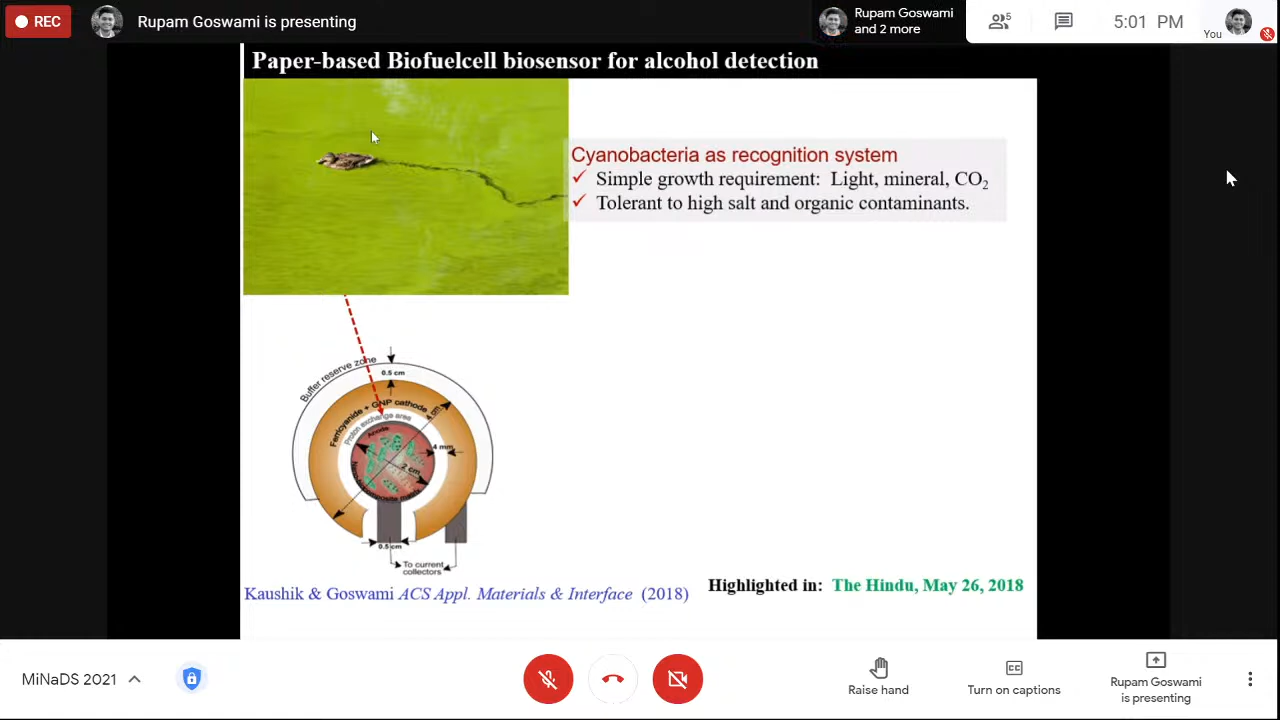 REC
Rupam Goswami is presenting
Rupam Goswami
and 2 more
5
5:01 PM
You
Paper-based Biofuelcell biosensor for alcohol detection
Cyanobacteria as recognition system
✓ Simple growth requirement: Light, mineral, CO₂
✓ Tolerant to high salt and organic contaminants.
Buffer reserve zone
0.5 cm
Ferricyanide + GNP cathode
4 cm
Proton exchange area
Anode
4 mm
2 cm
0.5 cm
To current
collectors
Kaushik & Goswami ACS Appl. Materials & Interface (2018)
Highlighted in: The Hindu, May 26, 2018
MiNaDS 2021
Raise hand
CC
Turn on captions
Rupam Goswami
is presenting